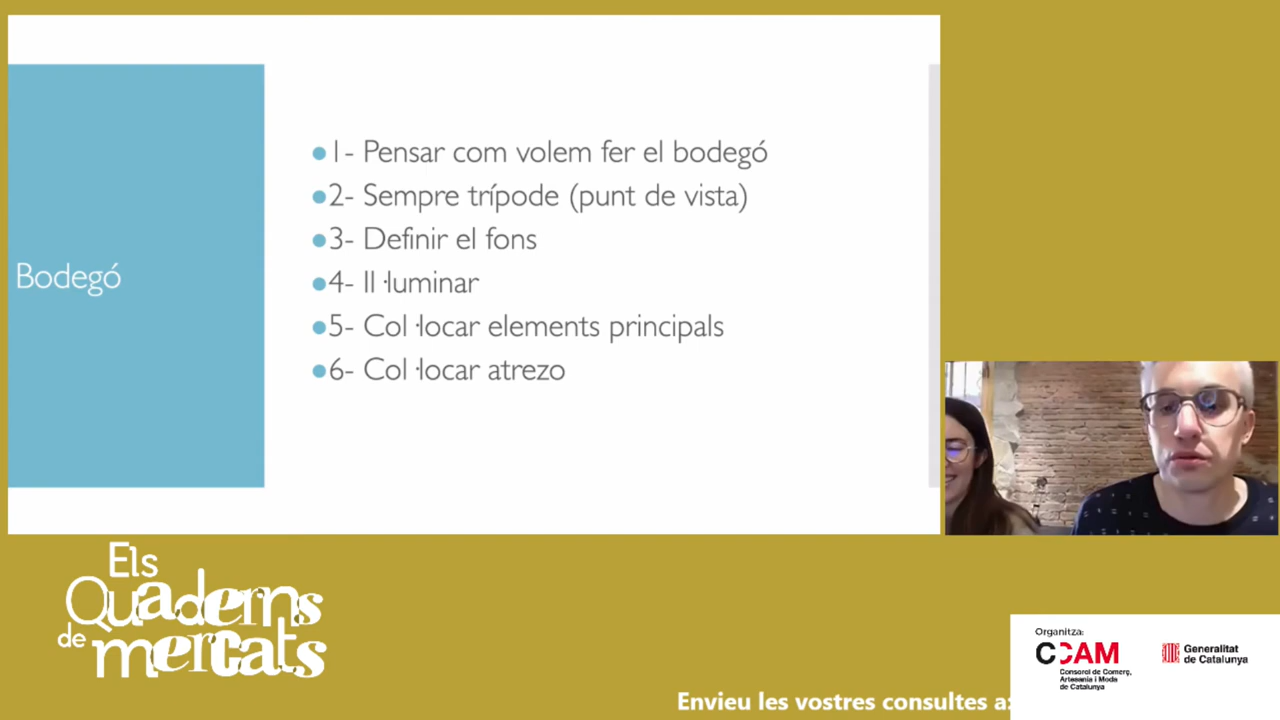 Bodegó
1- Pensar com volem fer el bodegó
2- Sempre trípode (punt de vista)
3- Definir el fons
4- Il·luminar
5- Col·locar elements principals
6- Col·locar atrezo
Els
Quaderns
de mercats
Organitza:
CCAM
Consorci de Comerç,
Artesania i Moda
de Catalunya
Generalitat
de Catalunya
Envieu les vostres consultes a: